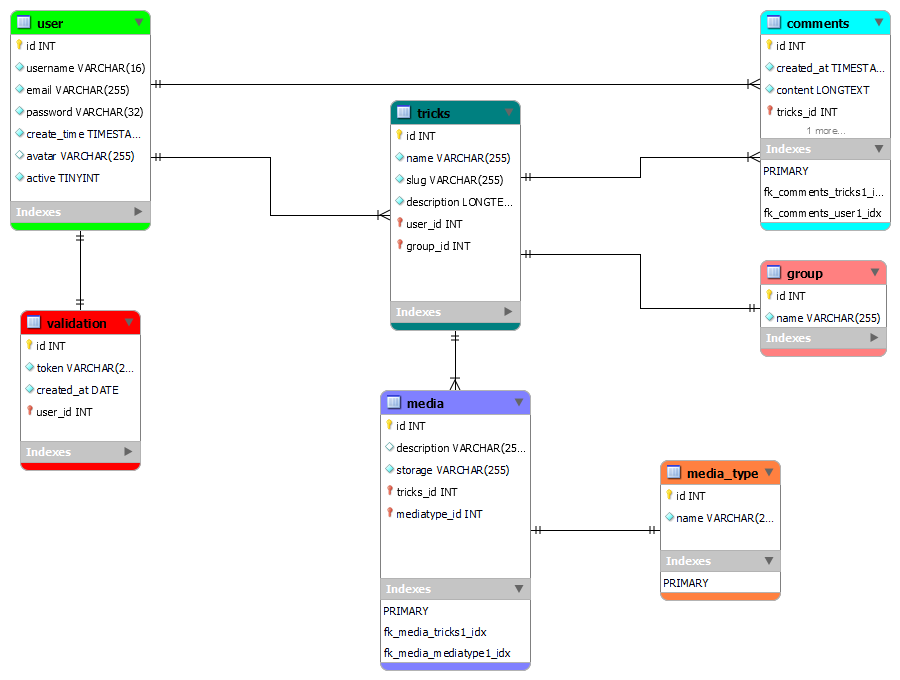 user
id INT
username VARCHAR(16)
email VARCHAR(255)
password VARCHAR(32)
create_time TIMESTA...
avatar VARCHAR(255)
active TINYINT
Indexes
comments
id INT
created_at TIMESTA...
content LONGTEXT
tricks_id INT
1 more...
Indexes
PRIMARY
fk_comments_tricks1_i...
fk_comments_user1_idx
tricks
id INT
name VARCHAR(255)
slug VARCHAR(255)
description LONGTE...
user_id INT
group_id INT
Indexes
group
id INT
name VARCHAR(255)
Indexes
validation
id INT
token VARCHAR(2...
created_at DATE
user_id INT
Indexes
media
id INT
description VARCHAR(25...
storage VARCHAR(255)
tricks_id INT
mediatype_id INT
Indexes
PRIMARY
fk_media_tricks1_idx
fk_media_mediatype1_idx
media_type
id INT
name VARCHAR(2...
Indexes
PRIMARY